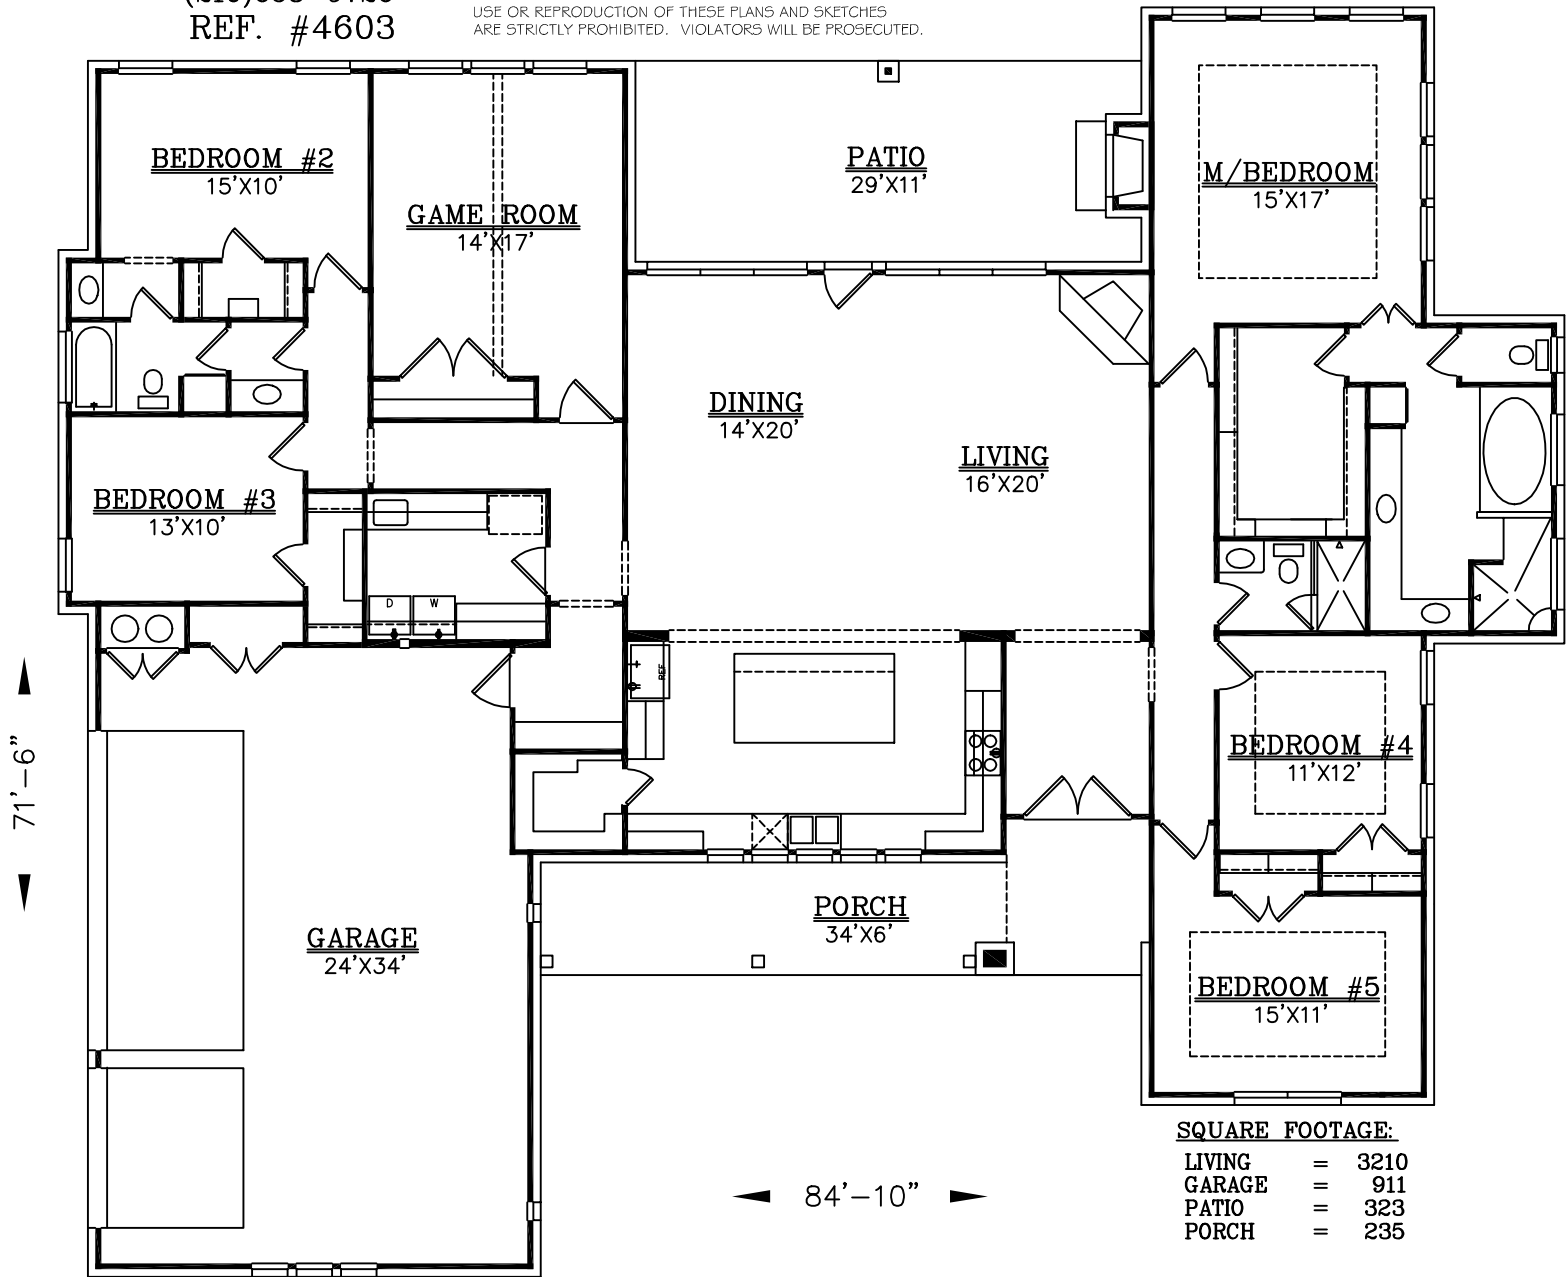 REF. #4603
USE OR REPRODUCTION OF THESE PLANS AND SKETCHES
ARE STRICTLY PROHIBITED. VIOLATORS WILL BE PROSECUTED.
BEDROOM #2
15'X10'
GAME ROOM
14'X17'
PATIO
29'X11'
M/BEDROOM
15'X17'
DINING
14'X20'
LIVING
16'X20'
BEDROOM #3
13'X10'
D
W
REF.
71'-6"
BEDROOM #4
11'X12'
GARAGE
24'X34'
PORCH
34'X6'
BEDROOM #5
15'X11'
84'-10"
SQUARE FOOTAGE:
LIVING = 3210
GARAGE = 911
PATIO = 323
PORCH = 235